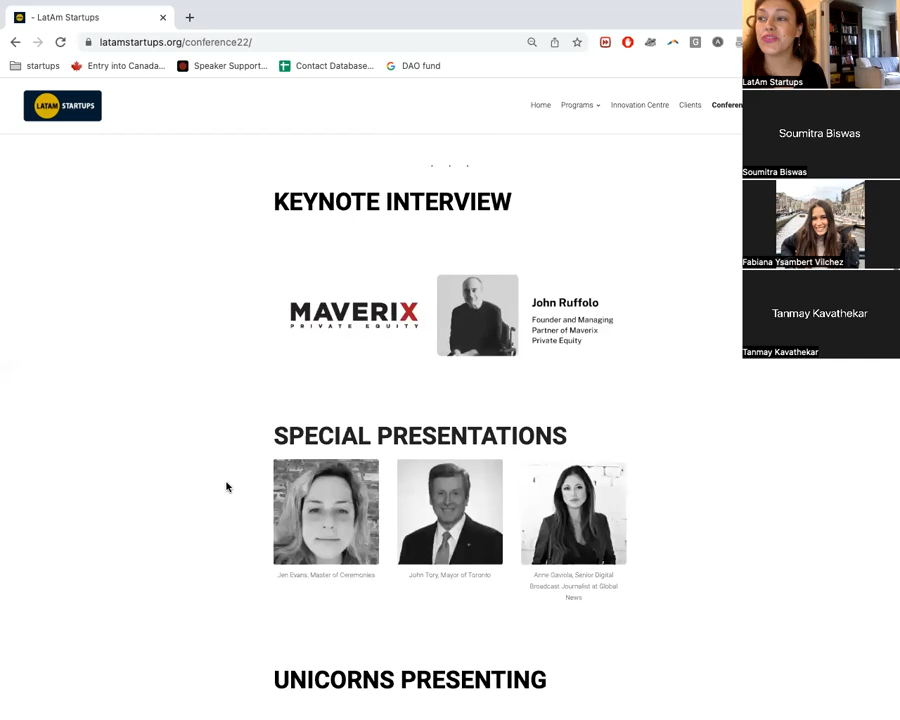 - LatAm Startups
latamstartups.org/conference22/
startups
Entry into Canada...
Speaker Support...
Contact Database...
DAO fund
LATAM STARTUPS
Home
Programs
Innovation Centre
Clients
Conferen
LatAm Startups
Soumitra Biswas
Soumitra Biswas
Fabiana Ysambert Vilchez
Tanmay Kavathekar
Tanmay Kavathekar
KEYNOTE INTERVIEW
MAVERIX
PRIVATE EQUITY
John Ruffolo
Founder and Managing
Partner of Maverix
Private Equity
SPECIAL PRESENTATIONS
Jen Evans, Master of Ceremonies
John Tory, Mayor of Toronto
Anne Gaviola, Senior Digital
Broadcast Journalist at Global
News
UNICORNS PRESENTING